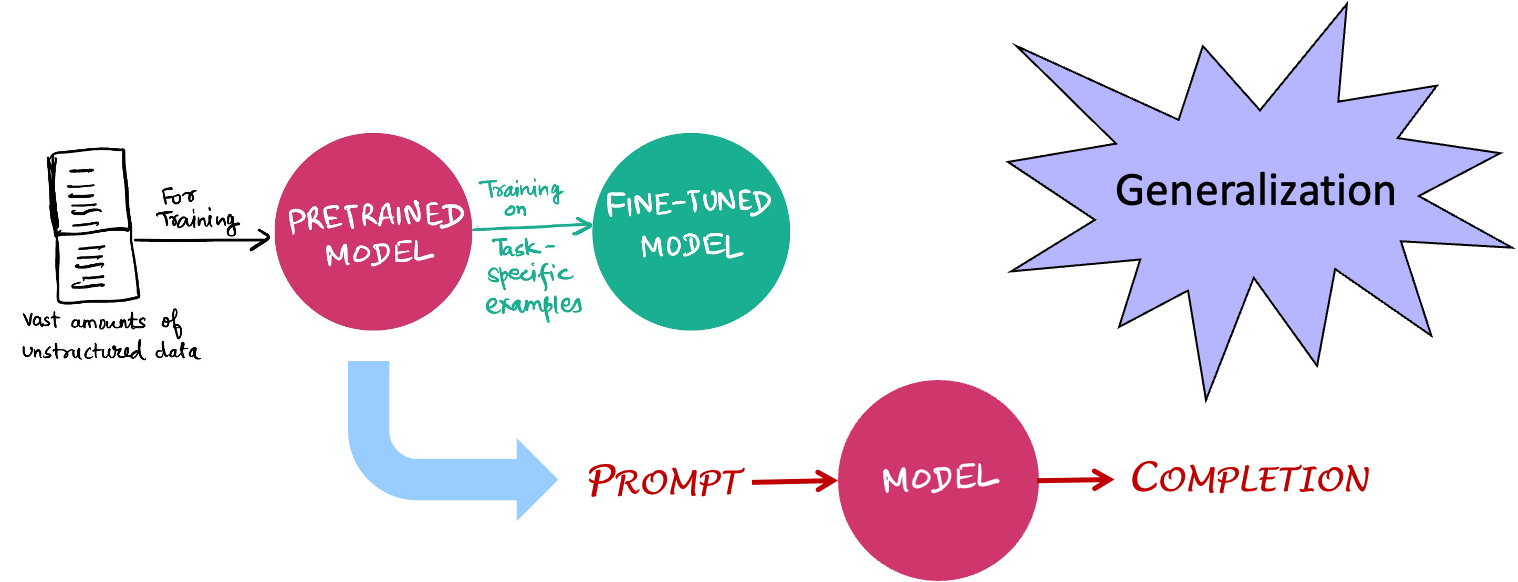 For
Training
Vast amounts of
unstructured data
PRETRAINED
MODEL
Training
on
Task-
specific
examples
FINE-TUNED
MODEL
Generalization
PROMPT
MODEL
COMPLETION